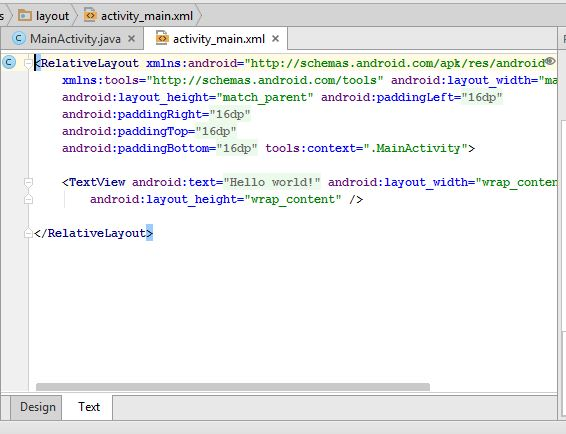 s layout activity_main.xml
MainActivity.java activity_main.xml
C <RelativeLayout xmlns:android="http://schemas.android.com/apk/res/android
xmlns:tools="http://schemas.android.com/tools" android:layout_width="ma
android:layout_height="match_parent" android:paddingLeft="16dp"
android:paddingRight="16dp"
android:paddingTop="16dp"
android:paddingBottom="16dp" tools:context=".MainActivity">
<TextView android:text="Hello world!" android:layout_width="wrap_conten
android:layout_height="wrap_content" />
</RelativeLayout>
Design Text